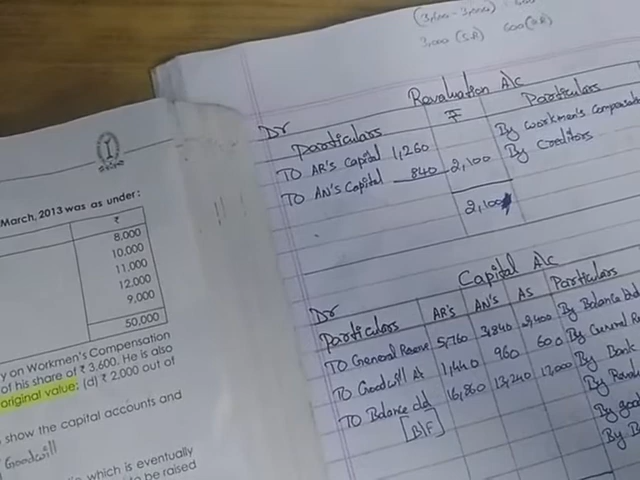 (3,600 - 3,000)
3,000 (S.R)
March, 2013 was as under:
₹
8,000
10,000
11,000
12,000
9,000
50,000
y on Workmen's Compensation
of his share of ₹ 3,600. He is also
original value; (d) ₹ 2,000 out of
show the capital accounts and
Goodwill
which is eventually
to be raised
Revaluation A/c
Dr
Particulars ₹ Particulars
TO AR's Capital 1,260 By Workmen's
TO AN's Capital 840 2,100 By Creditors
2,100
Capital A/c
Dr
Particulars AR's AN's AS Particulars
TO General Reserve 5,760 3,840 2,400 By Balance b/d
TO Goodwill A/c 1,440 960 600 By General
TO Balance c/d 16,860 13,240 12,000 By Bank
[B/F] By
By
By